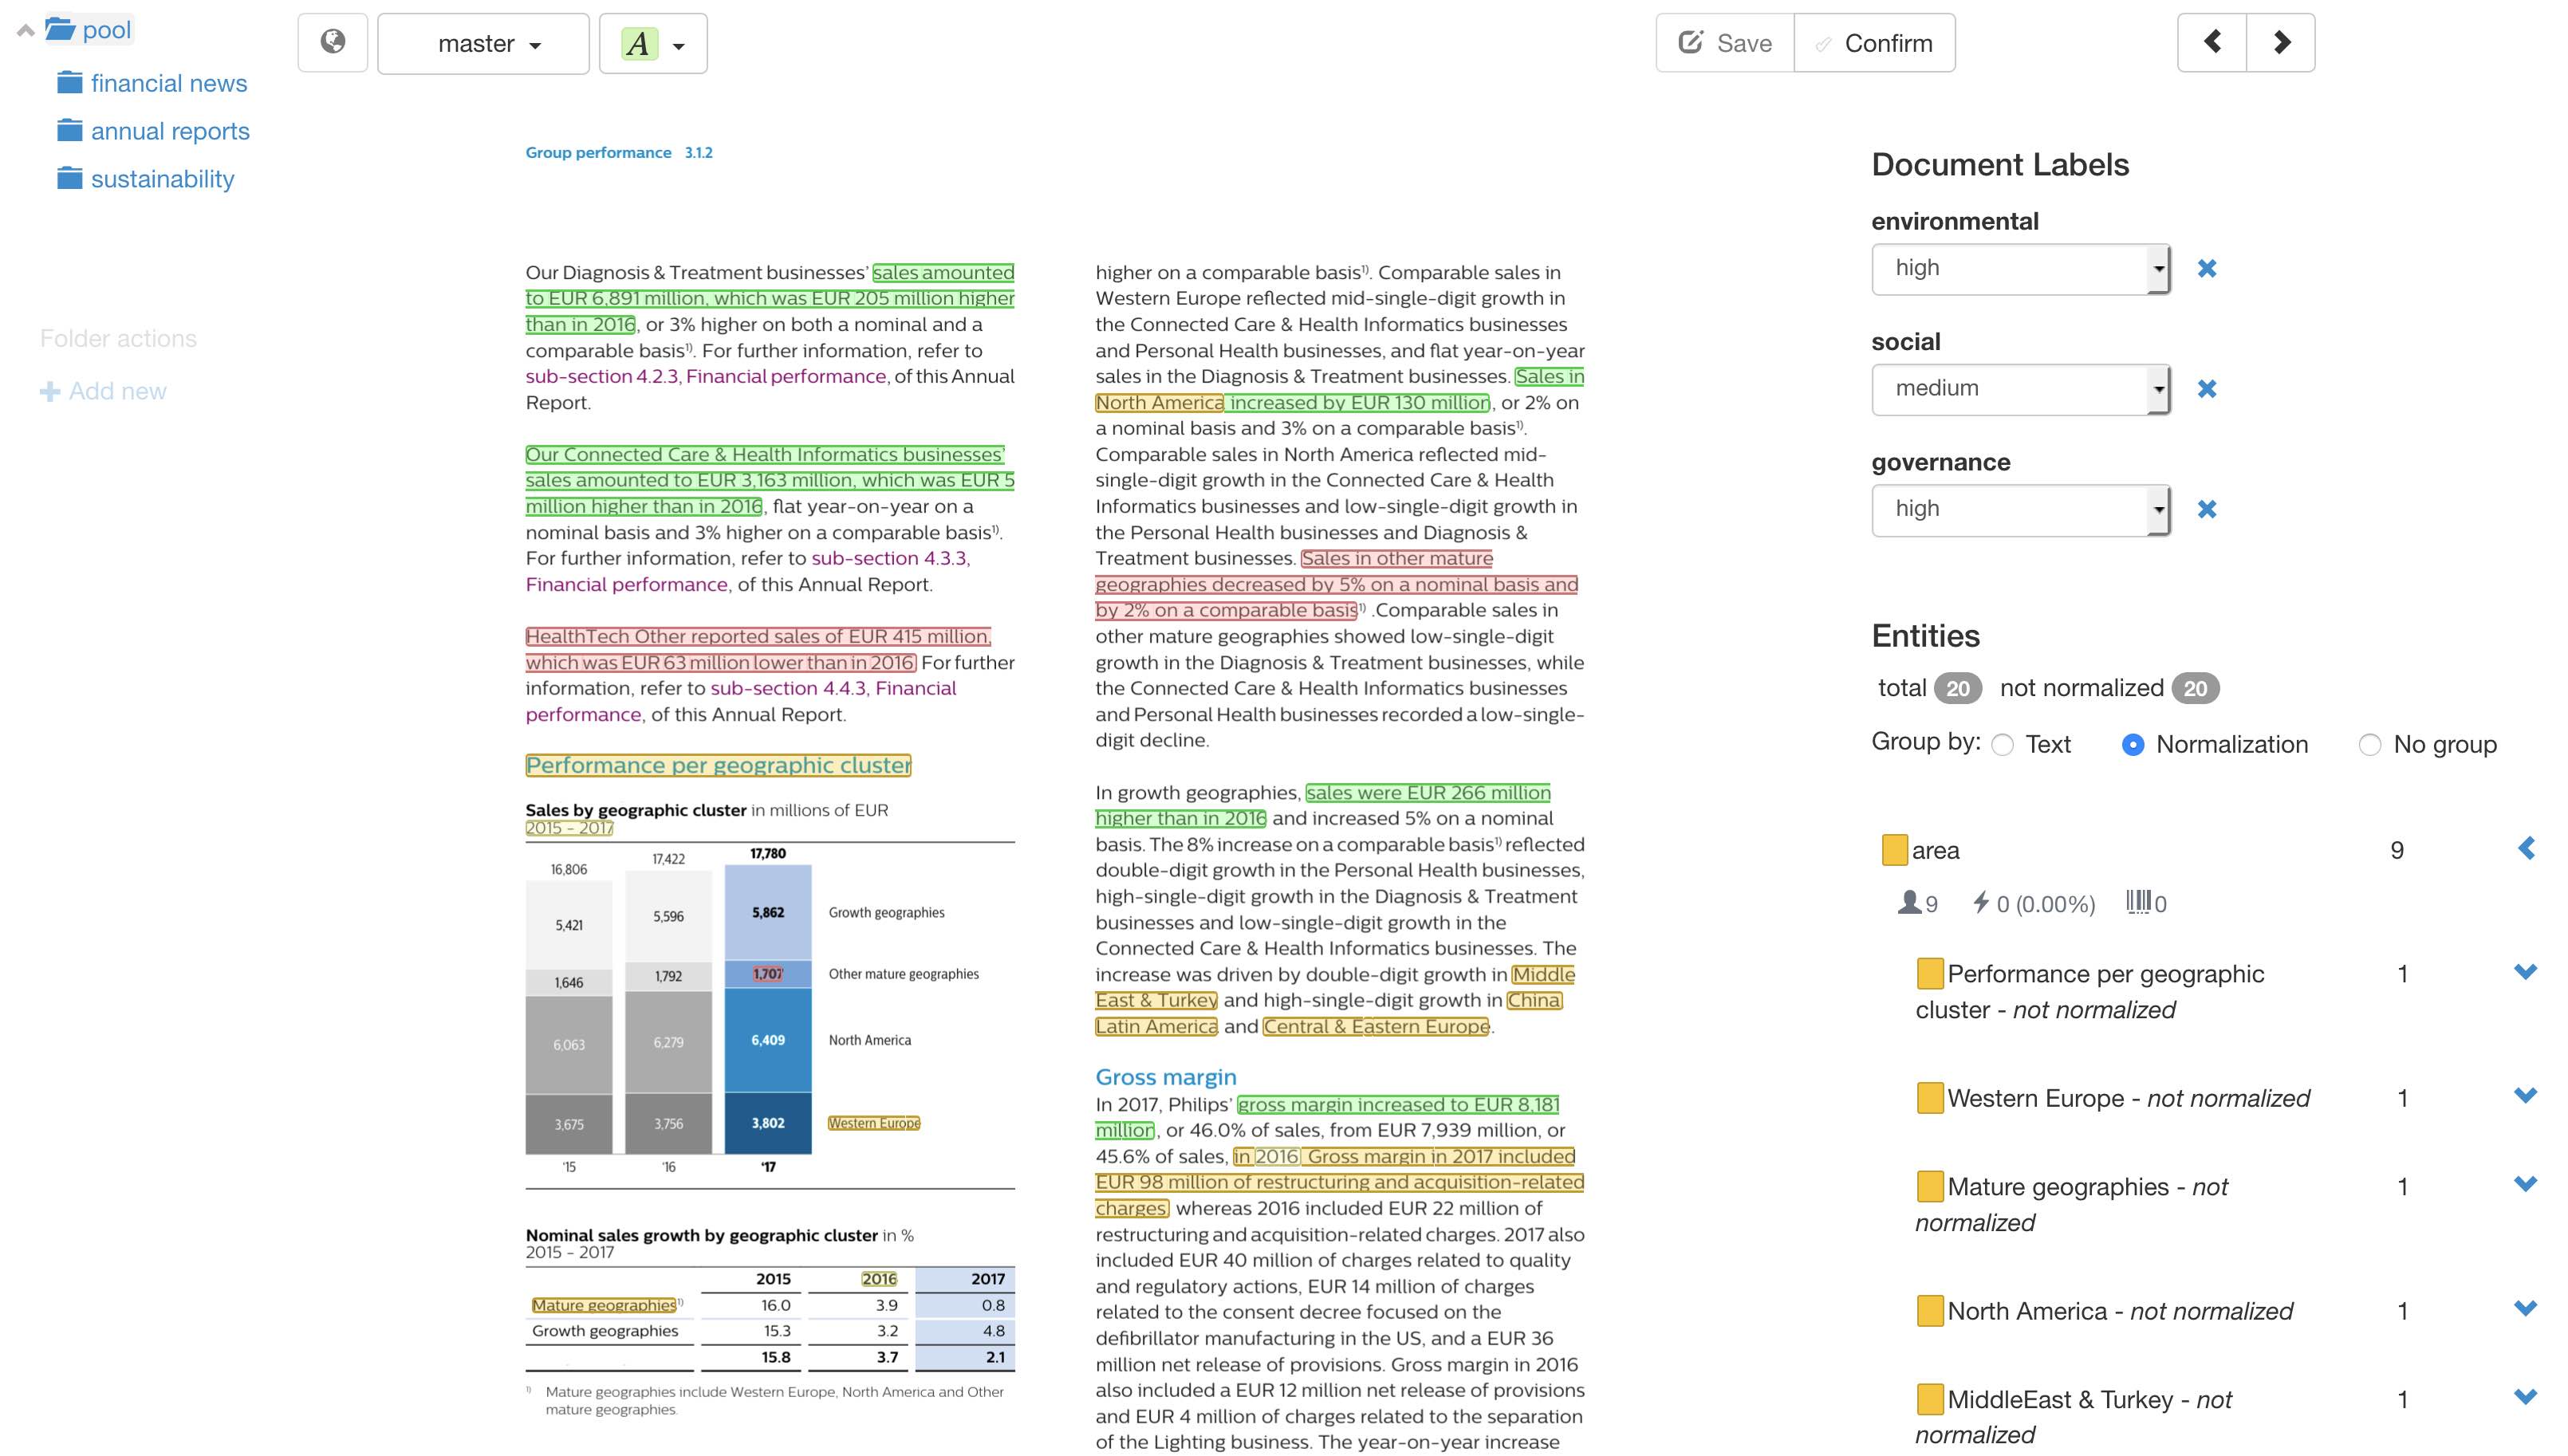 pool
financial news
annual reports
sustainability
Folder actions
Add new
master
A
Save
Confirm
Group performance 3.1.2
Our Diagnosis & Treatment businesses' sales amounted
to EUR 6,891 million, which was EUR 205 million higher
than in 2016, or 3% higher on both a nominal and a
comparable basis1). For further information, refer to
sub-section 4.2.3, Financial performance, of this Annual
Report.
Our Connected Care & Health Informatics businesses'
sales amounted to EUR 3,163 million, which was EUR 5
million higher than in 2016, flat year-on-year on a
nominal basis and 3% higher on a comparable basis1).
For further information, refer to sub-section 4.3.3,
Financial performance, of this Annual Report.
HealthTech Other reported sales of EUR 415 million,
which was EUR 63 million lower than in 2016 For further
information, refer to sub-section 4.4.3, Financial
performance, of this Annual Report.
Performance per geographic cluster
Sales by geographic cluster in millions of EUR
2015 - 2017
16,806
17,422
17,780
5,421
5,596
5,862
Growth geographies
1,646
1,792
1,707
Other mature geographies
6,063
6,279
6,409
North America
3,675
3,756
3,802
Western Europe
'15
'16
'17
Nominal sales growth by geographic cluster in %
2015 - 2017
2015 2016 2017
Mature geographies1) 16.0 3.9 0.8
Growth geographies 15.3 3.2 4.8
15.8 3.7 2.1
1) Mature geographies include Western Europe, North America and Other
mature geographies.
higher on a comparable basis1). Comparable sales in
Western Europe reflected mid-single-digit growth in
the Connected Care & Health Informatics businesses
and Personal Health businesses, and flat year-on-year
sales in the Diagnosis & Treatment businesses. Sales in
North America increased by EUR 130 million, or 2% on
a nominal basis and 3% on a comparable basis1).
Comparable sales in North America reflected mid-
single-digit growth in the Connected Care & Health
Informatics businesses and low-single-digit growth in
the Personal Health businesses and Diagnosis &
Treatment businesses. Sales in other mature
geographies decreased by 5% on a nominal basis and
by 2% on a comparable basis1) .Comparable sales in
other mature geographies showed low-single-digit
growth in the Diagnosis & Treatment businesses, while
the Connected Care & Health Informatics businesses
and Personal Health businesses recorded a low-single-
digit decline.
In growth geographies, sales were EUR 266 million
higher than in 2016 and increased 5% on a nominal
basis. The 8% increase on a comparable basis1) reflected
double-digit growth in the Personal Health businesses,
high-single-digit growth in the Diagnosis & Treatment
businesses and low-single-digit growth in the
Connected Care & Health Informatics businesses. The
increase was driven by double-digit growth in Middle
East & Turkey and high-single-digit growth in China
Latin America and Central & Eastern Europe.
Gross margin
In 2017, Philips' gross margin increased to EUR 8,181
million, or 46.0% of sales, from EUR 7,939 million, or
45.6% of sales, in 2016. Gross margin in 2017 included
EUR 98 million of restructuring and acquisition-related
charges whereas 2016 included EUR 22 million of
restructuring and acquisition-related charges. 2017 also
included EUR 40 million of charges related to quality
and regulatory actions, EUR 14 million of charges
related to the consent decree focused on the
defibrillator manufacturing in the US, and a EUR 36
million net release of provisions. Gross margin in 2016
also included a EUR 12 million net release of provisions
and EUR 4 million of charges related to the separation
of the Lighting business. The year-on-year increase
Document Labels
environmental
high
social
medium
governance
high
Entities
total 20 not normalized 20
Group by: Text Normalization No group
area 9
9 0 (0.00%) 0
Performance per geographic 1
cluster - not normalized
Western Europe - not normalized 1
Mature geographies - not 1
normalized
North America - not normalized 1
MiddleEast & Turkey - not 1
normalized